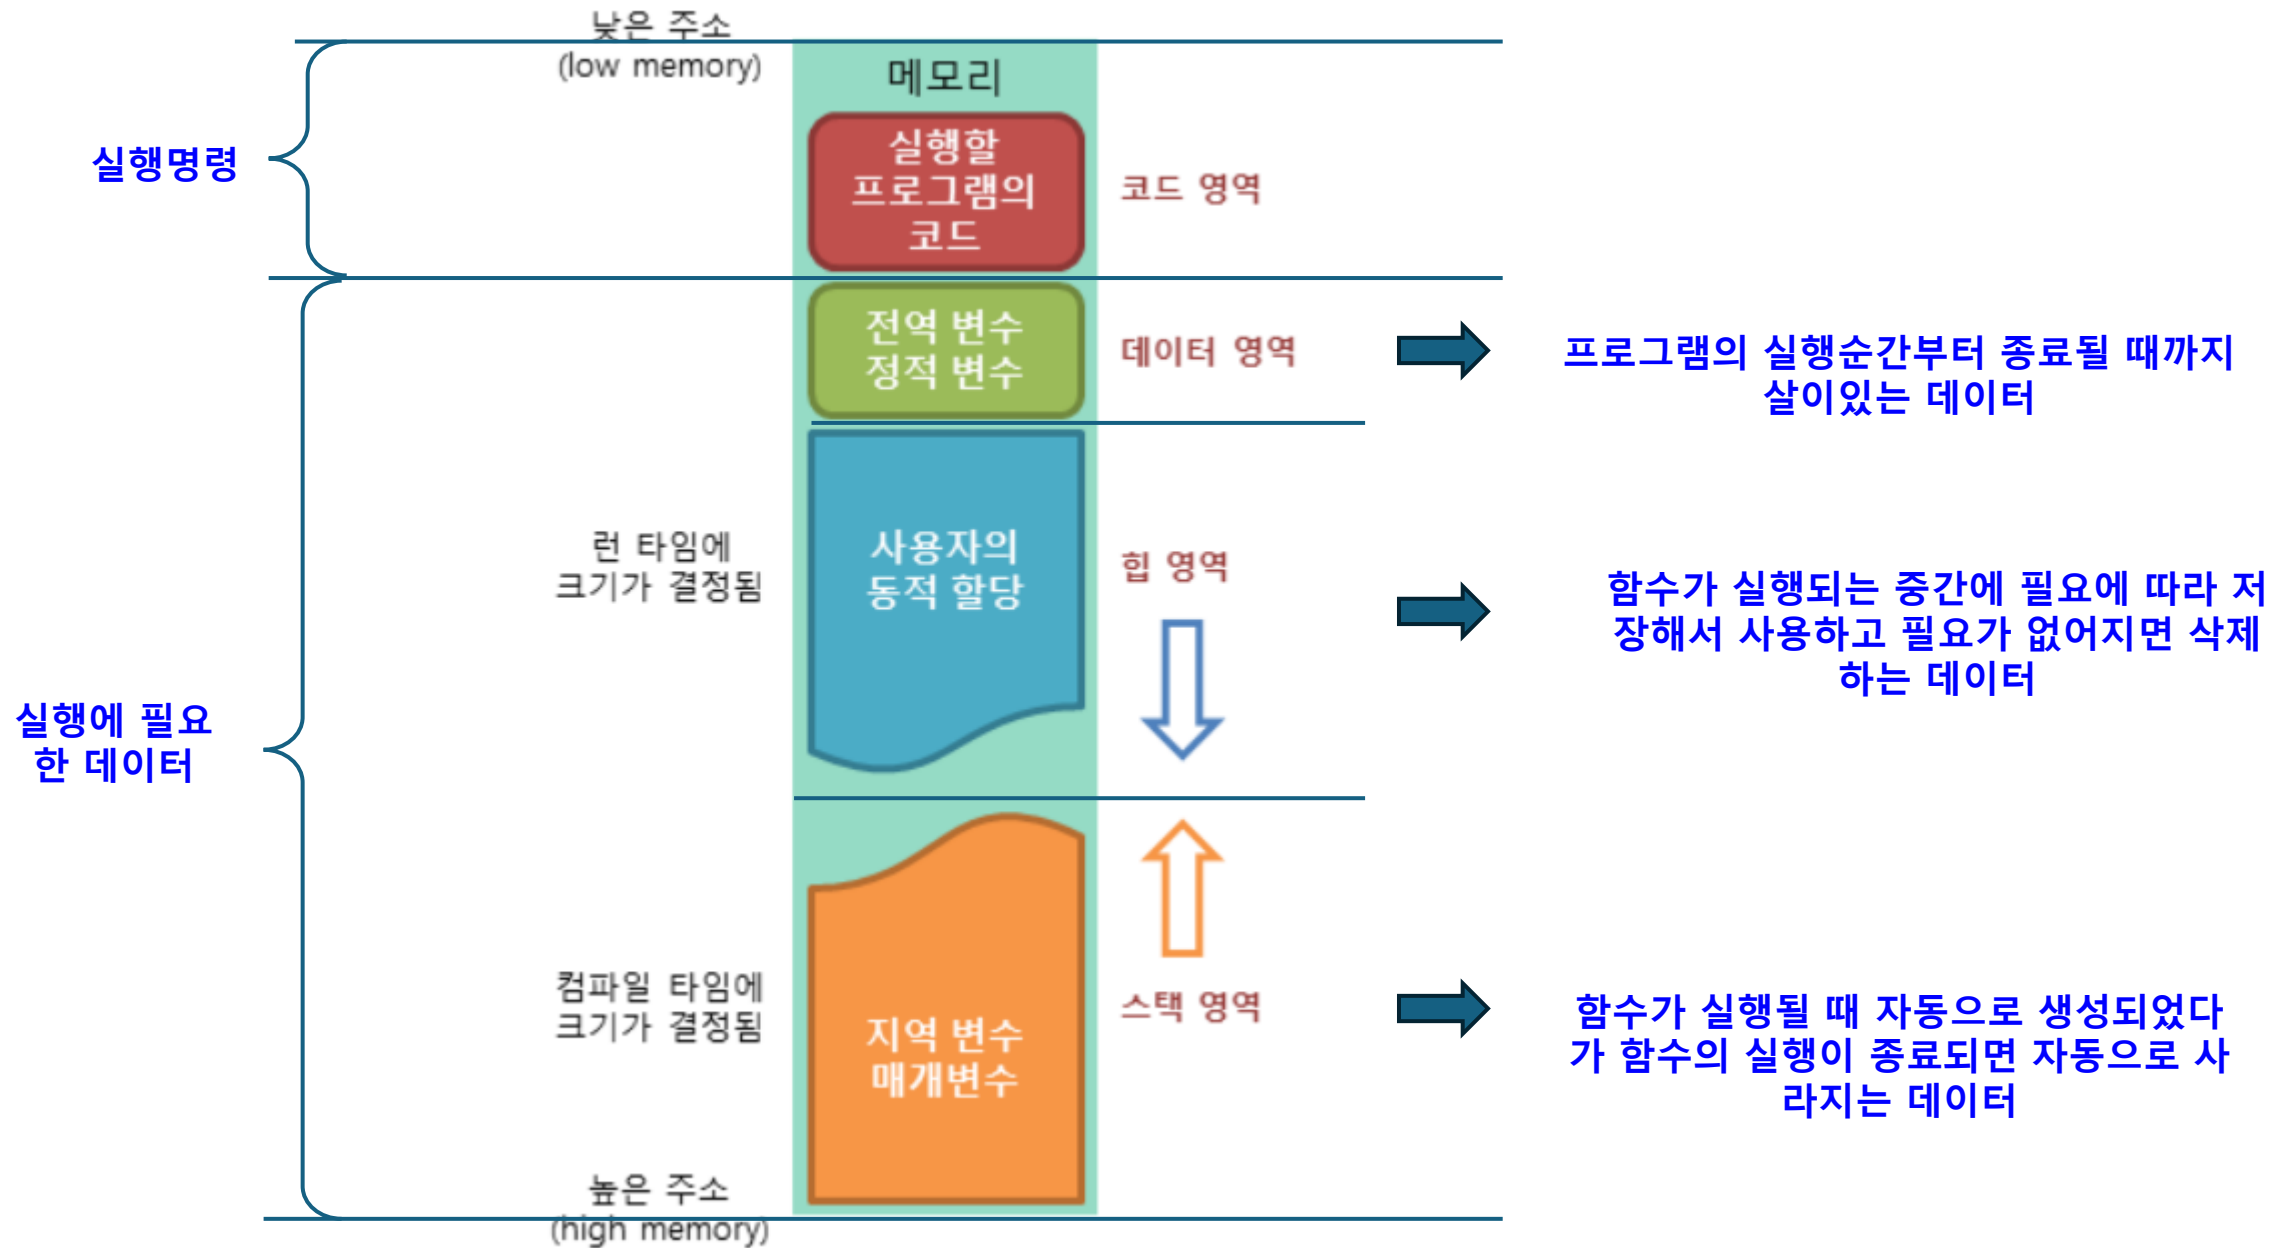 낮은 주소
(low memory)
메모리
실행명령
실행할
프로그램의
코드
코드 영역
전역 변수
정적 변수
데이터 영역
프로그램의 실행순간부터 종료될 때까지
살이있는 데이터
런 타임에
크기가 결정됨
사용자의
동적 할당
힙 영역
함수가 실행되는 중간에 필요에 따라 저
장해서 사용하고 필요가 없어지면 삭제
하는 데이터
실행에 필요
한 데이터
컴파일 타임에
크기가 결정됨
지역 변수
매개변수
스택 영역
함수가 실행될 때 자동으로 생성되었다
가 함수의 실행이 종료되면 자동으로 사
라지는 데이터
높은 주소
(high memory)